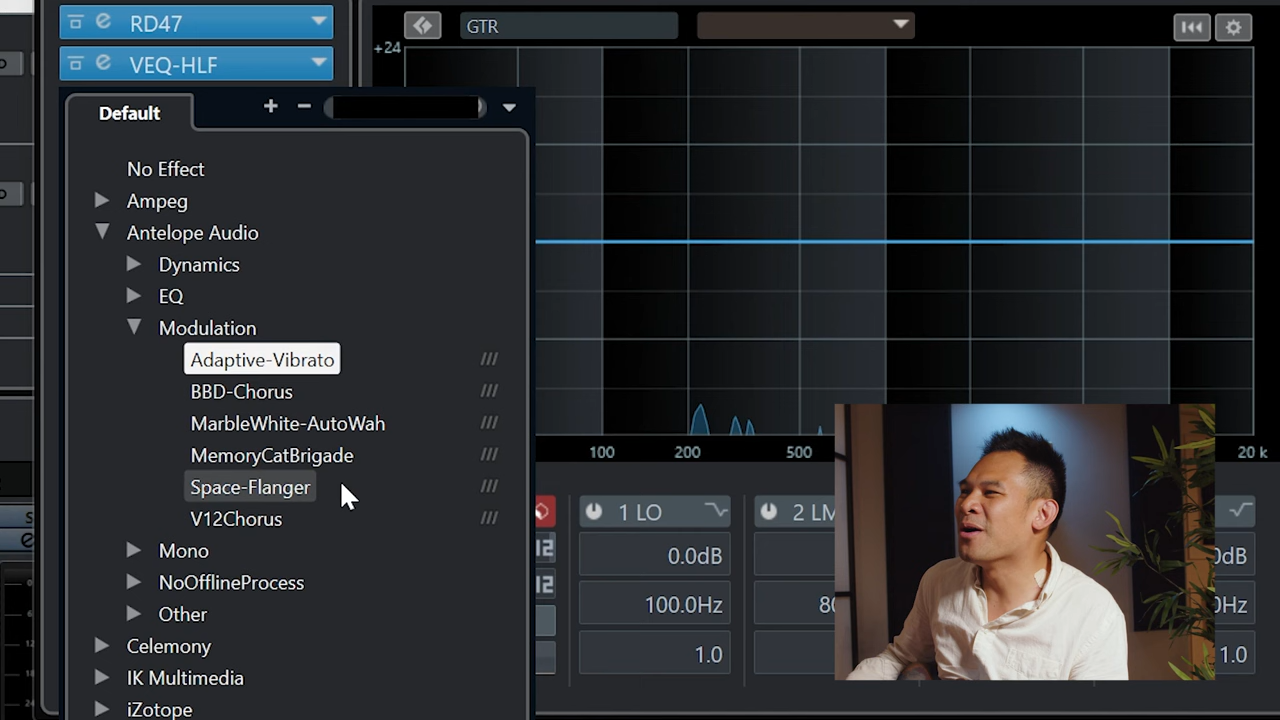 RD47
GTR
VEQ-HLF
+24
Default
No Effect
Ampeg
Antelope Audio
Dynamics
EQ
Modulation
Adaptive-Vibrato
BBD-Chorus
MarbleWhite-AutoWah
MemoryCatBrigade
Space-Flanger
V12Chorus
Mono
NoOfflineProcess
Other
Celemony
IK Multimedia
iZotope
100
200
500
20 k
1 LO
2 LM
0.0dB
100.0Hz
1.0
1.0